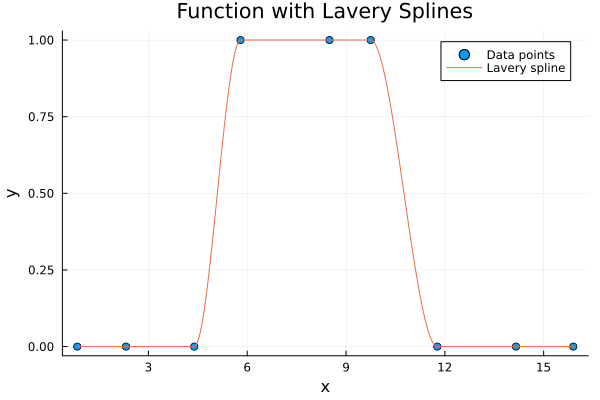 Function with Lavery Splines
Data points
Lavery spline
1.00
0.75
0.50
0.25
0.00
y
3 6 9 12 15
x